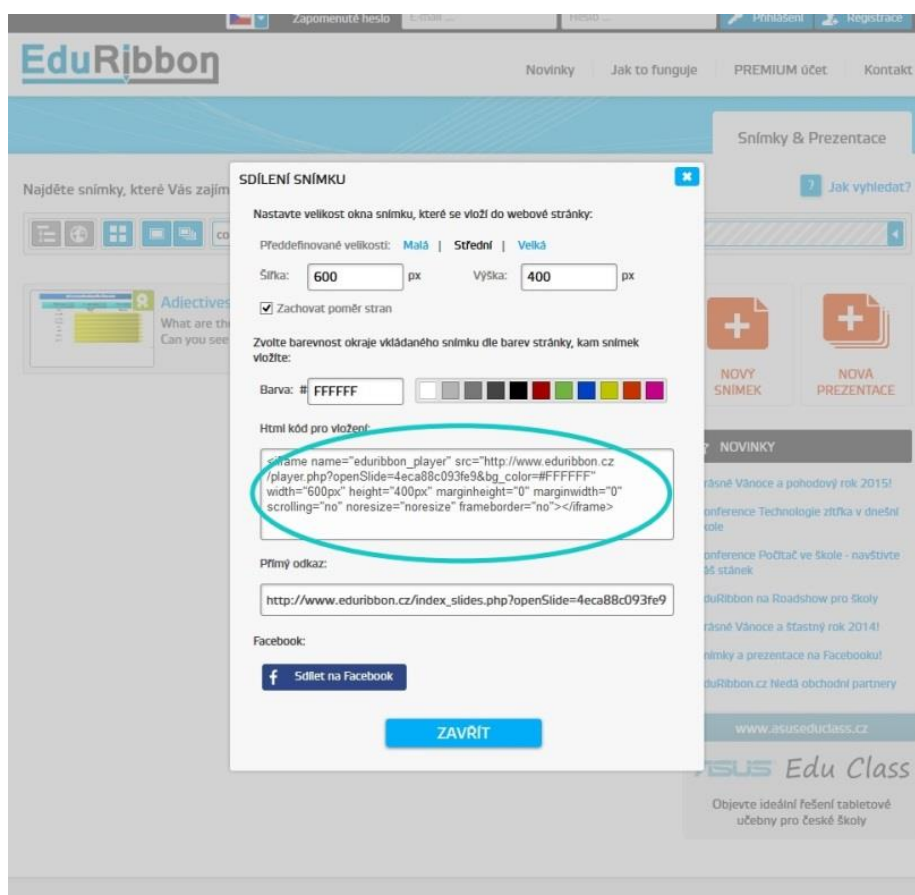 Zapomenuté heslo
E-mail ...
Heslo ...
Přihlášení
Registrace
EduRibbon
Novinky
Jak to funguje
PREMIUM účet
Kontakt
Snímky & Prezentace
Najděte snímky, které Vás zajím
? Jak vyhledat?
co
Adiectives
What are th
Can you see
SDÍLENÍ SNÍMKU
Nastavte velikost okna snímku, které se vloží do webové stránky:
Předdefinované velikosti: Malá | Střední | Velká
Šířka: 600 px Výška: 400 px
Zachovat poměr stran
Zvolte barevnost okraje vkládaného snímku dle barev stránky, kam snímek
vložíte:
Barva: # FFFFFF
Html kód pro vložení:
<iframe name="eduribbon_player" src="http://www.eduribbon.cz
/player.php?openSlide=4eca88c093fe9&bg_color=#FFFFFF"
width="600px" height="400px" marginheight="0" marginwidth="0"
scrolling="no" noresize="noresize" frameborder="no"></iframe>
Přímý odkaz:
http://www.eduribbon.cz/index_slides.php?openSlide=4eca88c093fe9
Facebook:
f Sdílet na Facebook
ZAVŘÍT
NOVÝ
SNÍMEK
NOVÁ
PREZENTACE
NOVINKY
rásné Vánoce a pohodový rok 2015!
onference Technologie zítřka v dnešní
kole
onference Počítač ve škole - navštivte
áš stánek
duRibbon na Roadshow pro školy
rásné Vánoce a šťastný rok 2014!
nímky a prezentace na Facebooku!
duRibbon.cz hledá obchodní partnery
www.asuseduclass.cz
ASUS Edu Class
Objevte ideální řešení tabletové
učebny pro české školy